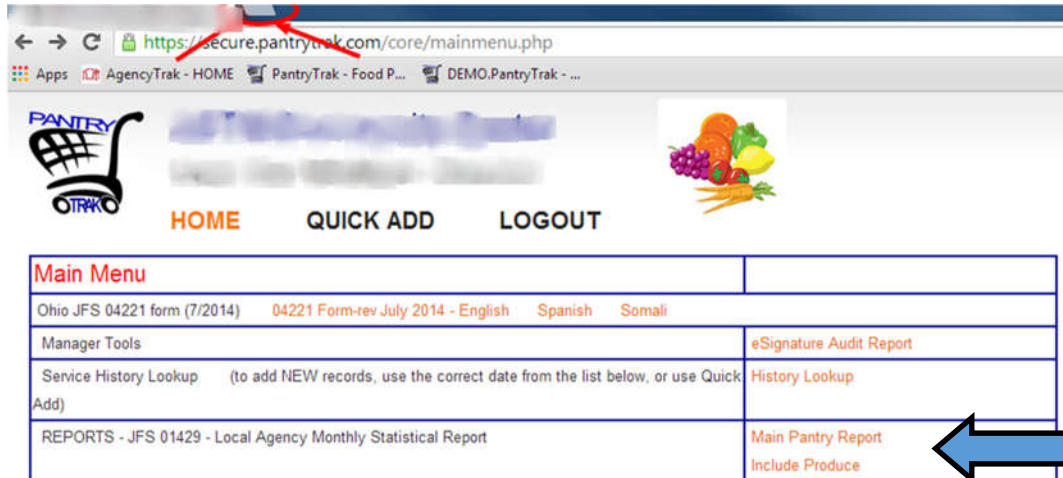 https://secure.pantrytrak.com/core/mainmenu.php
Apps AgencyTrak - HOME PantryTrak - Food P... DEMO.PantryTrak - ...
PANTRY
TRAK
HOME QUICK ADD LOGOUT
Main Menu
Ohio JFS 04221 form (7/2014) 04221 Form-rev July 2014 - English Spanish Somali
Manager Tools eSignature Audit Report
Service History Lookup (to add NEW records, use the correct date from the list below, or use Quick Add) History Lookup
REPORTS - JFS 01429 - Local Agency Monthly Statistical Report Main Pantry Report
Include Produce